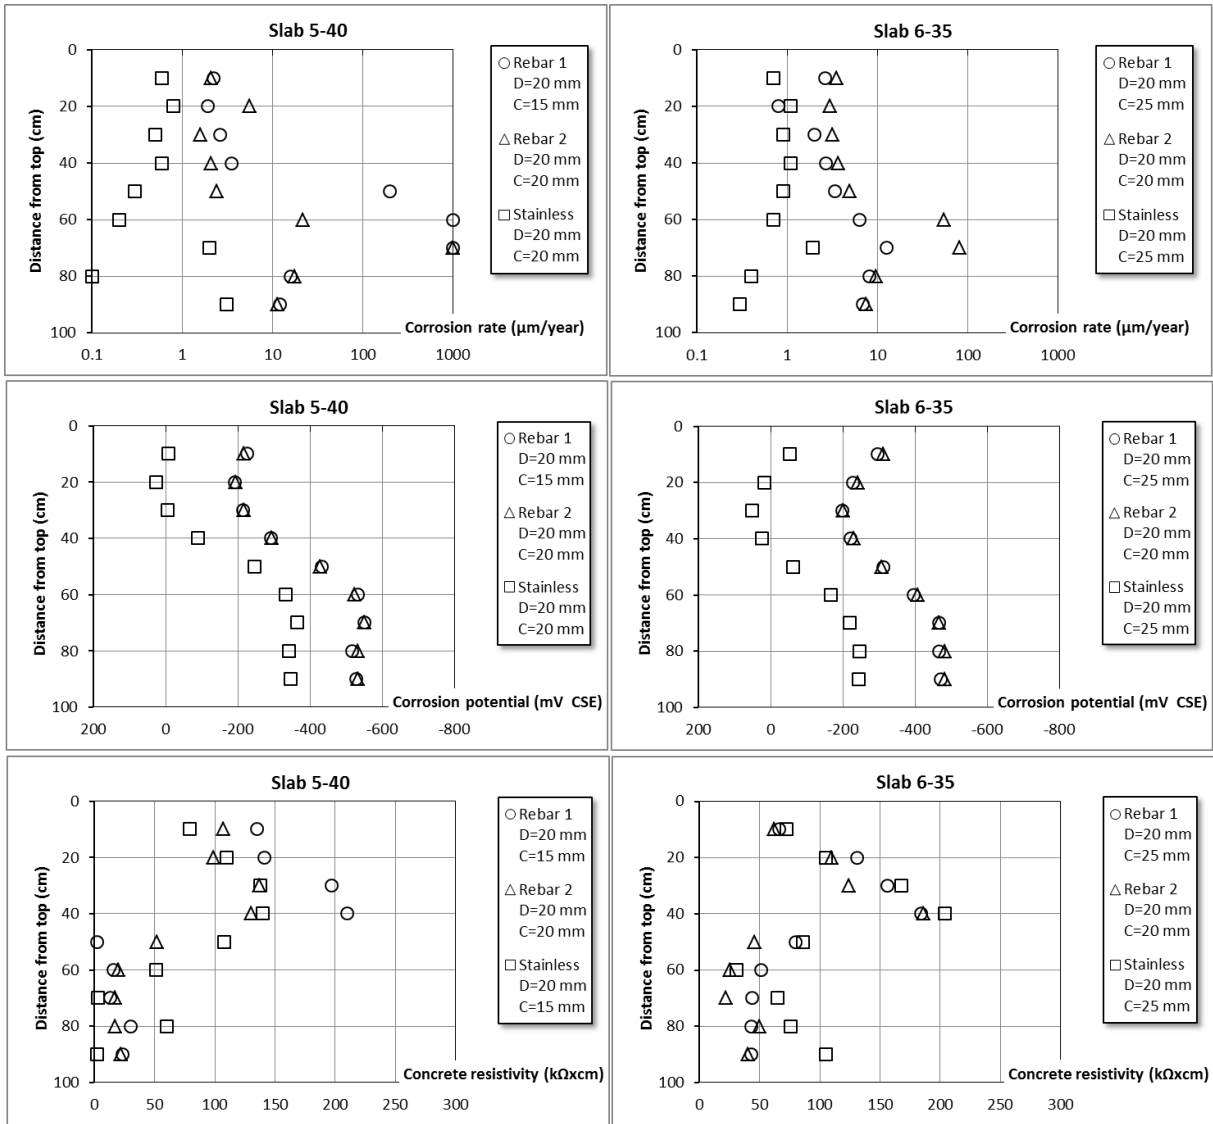 Slab 5-40
Distance from top (cm)
0
20
40
60
80
100
0.1 1 10 100 1000
Corrosion rate (µm/year)
Rebar 1
D=20 mm
C=15 mm
Rebar 2
D=20 mm
C=20 mm
Stainless
D=20 mm
C=20 mm
Slab 6-35
Distance from top (cm)
0
20
40
60
80
100
0.1 1 10 100 1000
Corrosion rate (µm/year)
Rebar 1
D=20 mm
C=25 mm
Rebar 2
D=20 mm
C=20 mm
Stainless
D=20 mm
C=25 mm
Slab 5-40
Distance from top (cm)
0
20
40
60
80
100
200 0 -200 -400 -600 -800
Corrosion potential (mV CSE)
Rebar 1
D=20 mm
C=15 mm
Rebar 2
D=20 mm
C=20 mm
Stainless
D=20 mm
C=20 mm
Slab 6-35
Distance from top (cm)
0
20
40
60
80
100
200 0 -200 -400 -600 -800
Corrosion potential (mV CSE)
Rebar 1
D=20 mm
C=25 mm
Rebar 2
D=20 mm
C=20 mm
Stainless
D=20 mm
C=25 mm
Slab 5-40
Distance from top (cm)
0
20
40
60
80
100
0 50 100 150 200 250 300
Concrete resistivity (kΩxcm)
Rebar 1
D=20 mm
C=15 mm
Rebar 2
D=20 mm
C=20 mm
Stainless
D=20 mm
C=15 mm
Slab 6-35
Distance from top (cm)
0
20
40
60
80
100
0 50 100 150 200 250 300
Concrete resistivity (kΩxcm)
Rebar 1
D=20 mm
C=25 mm
Rebar 2
D=20 mm
C=20 mm
Stainless
D=20 mm
C=25 mm